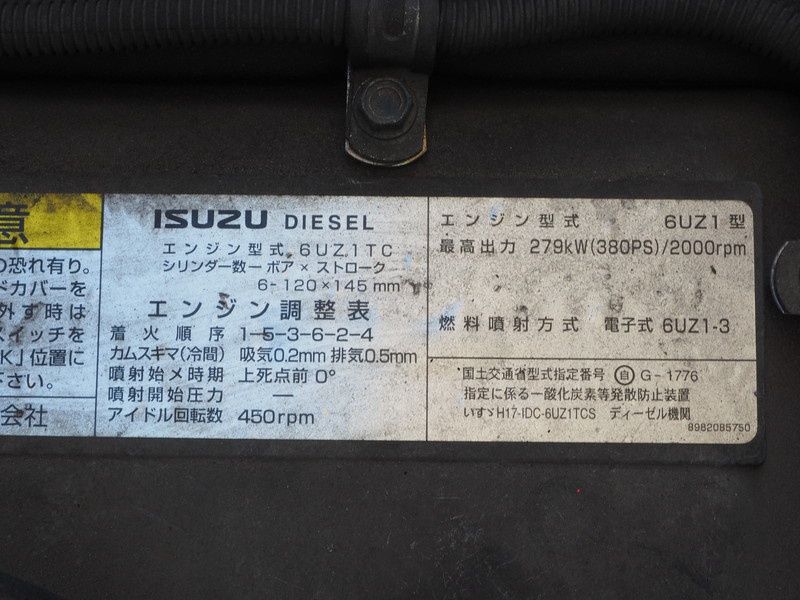 意
の恐れ有り。
ドカバーを
外す時は
スイッチを
K」位置に
下さい。
会社
ISUZU DIESEL
エンジン型式 6UZ1TC
シリンダー数ーボア×ストローク
6-120×145mm
エンジン調整表
着火順序 1-5-3-6-2-4
カムスキマ(冷間) 吸気0.2mm 排気0.5mm
噴射始メ時期 上死点前 0°
噴射開始圧力 ―
アイドル回転数 450rpm
エンジン型式 6UZ1型
最高出力 279kW(380PS)/2000rpm
燃料噴射方式 電子式 6UZ1-3
国土交通省型式指定番号 自 G-1776
指定に係る一酸化炭素等発散防止装置
いすゞH17-IDC-6UZ1TCS ディーゼル機関
8982085750